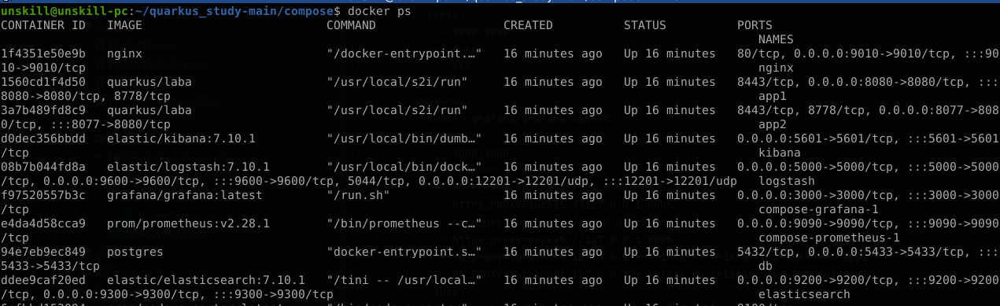 unskill@unskill-pc:~/quarkus_study-main/compose$ docker ps
CONTAINER ID   IMAGE                          COMMAND                  CREATED          STATUS          PORTS
NAMES
1f4351e50e9b   nginx                          "/docker-entrypoint.…"   16 minutes ago   Up 16 minutes   80/tcp, 0.0.0.0:9010->9010/tcp, :::90
10->9010/tcp                                                                                               nginx
1560cd1f4d50   quarkus/laba                   "/usr/local/s2i/run"     16 minutes ago   Up 16 minutes   8443/tcp, 0.0.0.0:8080->8080/tcp, :::
8080->8080/tcp, 8778/tcp                                                                                   app1
3a7b489fd8c9   quarkus/laba                   "/usr/local/s2i/run"     16 minutes ago   Up 16 minutes   8443/tcp, 8778/tcp, 0.0.0.0:8077->808
0/tcp, :::8077->8080/tcp                                                                                   app2
d0dec356bbdd   elastic/kibana:7.10.1          "/usr/local/bin/dumb…"   16 minutes ago   Up 16 minutes   0.0.0.0:5601->5601/tcp, :::5601->5601
/tcp                                                                                                       kibana
08b7b044fd8a   elastic/logstash:7.10.1        "/usr/local/bin/dock…"   16 minutes ago   Up 16 minutes   0.0.0.0:5000->5000/tcp, :::5000->5000
/tcp, 0.0.0.0:9600->9600/tcp, :::9600->9600/tcp, 5044/tcp, 0.0.0.0:12201->12201/udp, :::12201->12201/udp   logstash
f97520557b3c   grafana/grafana:latest         "/run.sh"                16 minutes ago   Up 16 minutes   0.0.0.0:3000->3000/tcp, :::3000->3000
/tcp                                                                                                       compose-grafana-1
e4da4d58cca9   prom/prometheus:v2.28.1        "/bin/prometheus --c…"   16 minutes ago   Up 16 minutes   0.0.0.0:9090->9090/tcp, :::9090->9090
/tcp                                                                                                       compose-prometheus-1
94e7eb9ec849   postgres                       "docker-entrypoint.s…"   16 minutes ago   Up 16 minutes   5432/tcp, 0.0.0.0:5433->5433/tcp, :::
5433->5433/tcp                                                                                             db
ddee9caf20ed   elastic/elasticsearch:7.10.1   "/tini -- /usr/local…"   16 minutes ago   Up 16 minutes   0.0.0.0:9200->9200/tcp, :::9200->9200
/tcp, 0.0.0.0:9300->9300/tcp, :::9300->9300/tcp                                                            elasticsearch